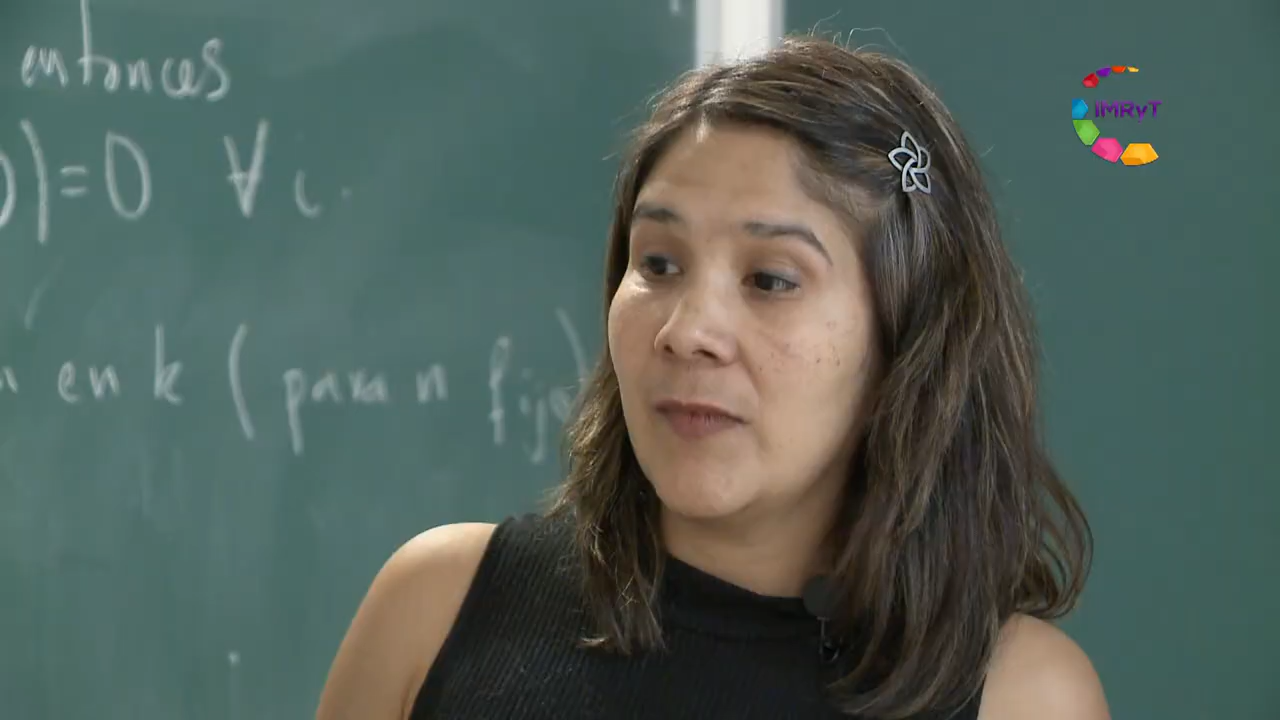 entonces
)=0 ∀ i.
en k (para n fijo)
IMRyT